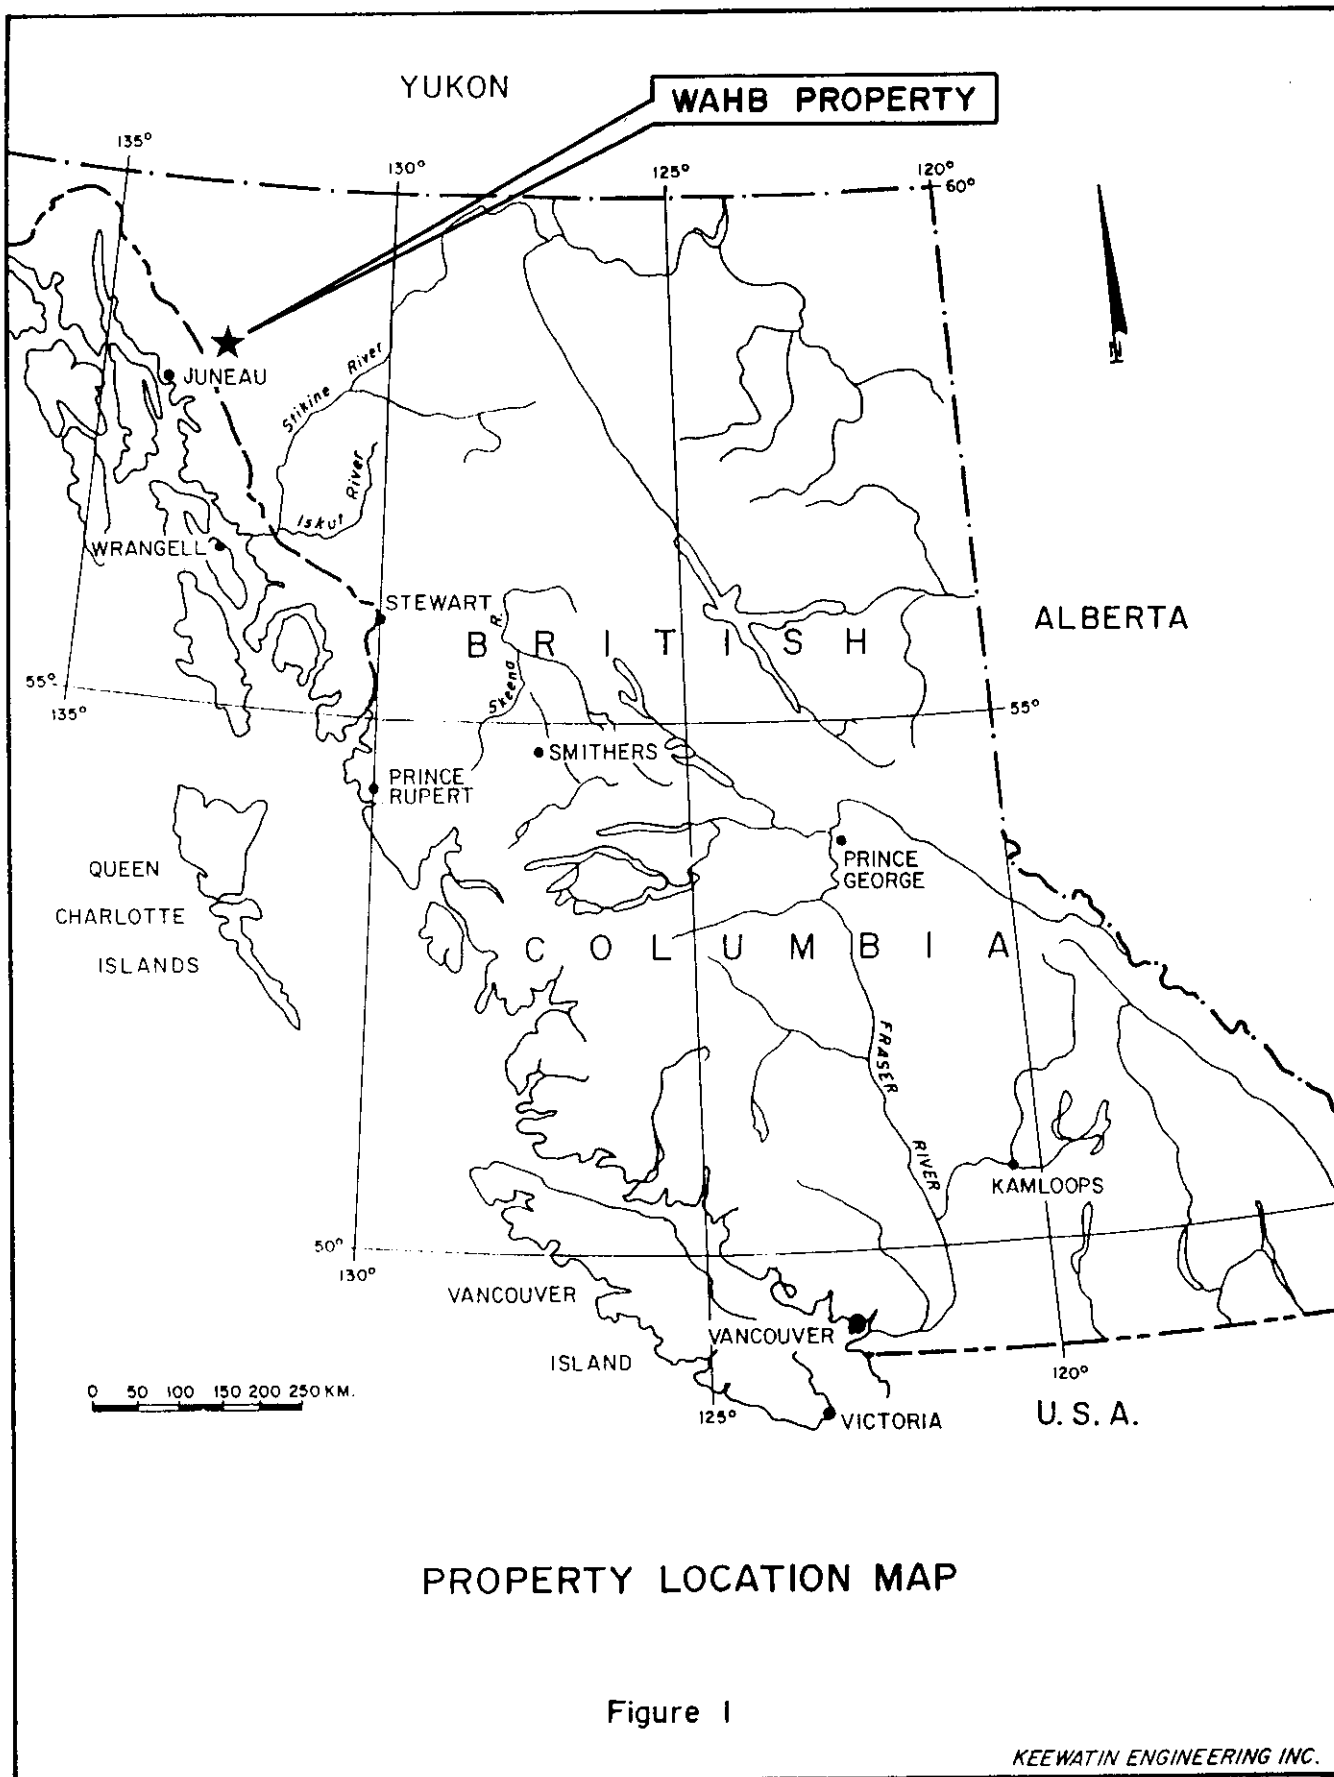 YUKON
WAHB PROPERTY
135°
130°
125°
120°
60°
N
JUNEAU
Stikine River
Iskut River
WRANGELL
STEWART
BRITISH
ALBERTA
Skeena R.
55°
135°
55°
SMITHERS
PRINCE
RUPERT
PRINCE
GEORGE
QUEEN
CHARLOTTE
ISLANDS
COLUMBIA
FRASER
RIVER
KAMLOOPS
50°
130°
VANCOUVER
ISLAND
VANCOUVER
120°
0 50 100 150 200 250 KM.
125°
VICTORIA
U.S.A.
PROPERTY LOCATION MAP
Figure 1
KEEWATIN ENGINEERING INC.